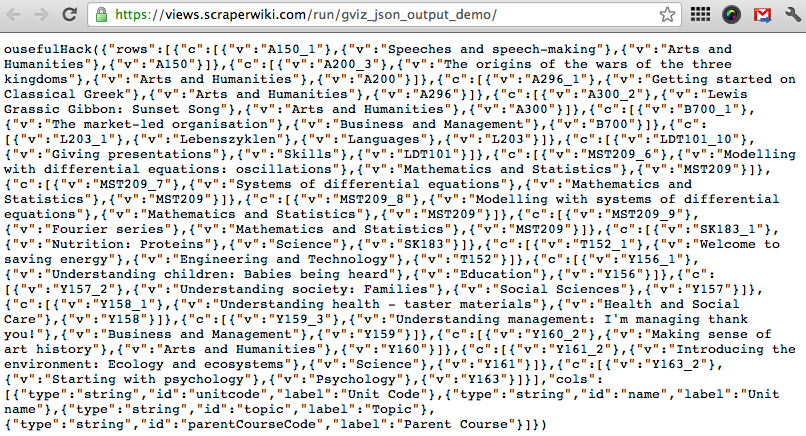 https://views.scraperwiki.com/run/gviz_json_output_demo/
ousefulHack({"rows":[{"c":[{"v":"A150_1"},{"v":"Speeches and speech-making"},{"v":"Arts and
Humanities"},{"v":"A150"}]},{"c":[{"v":"A200_3"},{"v":"The origins of the wars of the three
kingdoms"},{"v":"Arts and Humanities"},{"v":"A200"}]},{"c":[{"v":"A296_1"},{"v":"Getting started on
Classical Greek"},{"v":"Arts and Humanities"},{"v":"A296"}]},{"c":[{"v":"A300_2"},{"v":"Lewis
Grassic Gibbon: Sunset Song"},{"v":"Arts and Humanities"},{"v":"A300"}]},{"c":[{"v":"B700_1"},
{"v":"The market-led organisation"},{"v":"Business and Management"},{"v":"B700"}]},{"c":
[{"v":"L203_1"},{"v":"Lebenszyklen"},{"v":"Languages"},{"v":"L203"}]},{"c":[{"v":"LDT101_10"},
{"v":"Giving presentations"},{"v":"Skills"},{"v":"LDT101"}]},{"c":[{"v":"MST209_6"},{"v":"Modelling
with differential equations: oscillations"},{"v":"Mathematics and Statistics"},{"v":"MST209"}]},
{"c":[{"v":"MST209_7"},{"v":"Systems of differential equations"},{"v":"Mathematics and
Statistics"},{"v":"MST209"}]},{"c":[{"v":"MST209_8"},{"v":"Modelling with systems of differential
equations"},{"v":"Mathematics and Statistics"},{"v":"MST209"}]},{"c":[{"v":"MST209_9"},
{"v":"Fourier series"},{"v":"Mathematics and Statistics"},{"v":"MST209"}]},{"c":[{"v":"SK183_1"},
{"v":"Nutrition: Proteins"},{"v":"Science"},{"v":"SK183"}]},{"c":[{"v":"T152_1"},{"v":"Welcome to
saving energy"},{"v":"Engineering and Technology"},{"v":"T152"}]},{"c":[{"v":"Y156_1"},
{"v":"Understanding children: Babies being heard"},{"v":"Education"},{"v":"Y156"}]},{"c":
[{"v":"Y157_2"},{"v":"Understanding society: Families"},{"v":"Social Sciences"},{"v":"Y157"}]},
{"c":[{"v":"Y158_1"},{"v":"Understanding health - taster materials"},{"v":"Health and Social
Care"},{"v":"Y158"}]},{"c":[{"v":"Y159_3"},{"v":"Understanding management: I'm managing thank
you!"},{"v":"Business and Management"},{"v":"Y159"}]},{"c":[{"v":"Y160_2"},{"v":"Making sense of
art history"},{"v":"Arts and Humanities"},{"v":"Y160"}]},{"c":[{"v":"Y161_2"},{"v":"Introducing the
environment: Ecology and ecosystems"},{"v":"Science"},{"v":"Y161"}]},{"c":[{"v":"Y163_2"},
{"v":"Starting with psychology"},{"v":"Psychology"},{"v":"Y163"}]}],"cols":
[{"type":"string","id":"unitcode","label":"Unit Code"},{"type":"string","id":"name","label":"Unit
name"},{"type":"string","id":"topic","label":"Topic"},
{"type":"string","id":"parentCourseCode","label":"Parent Course"}]})